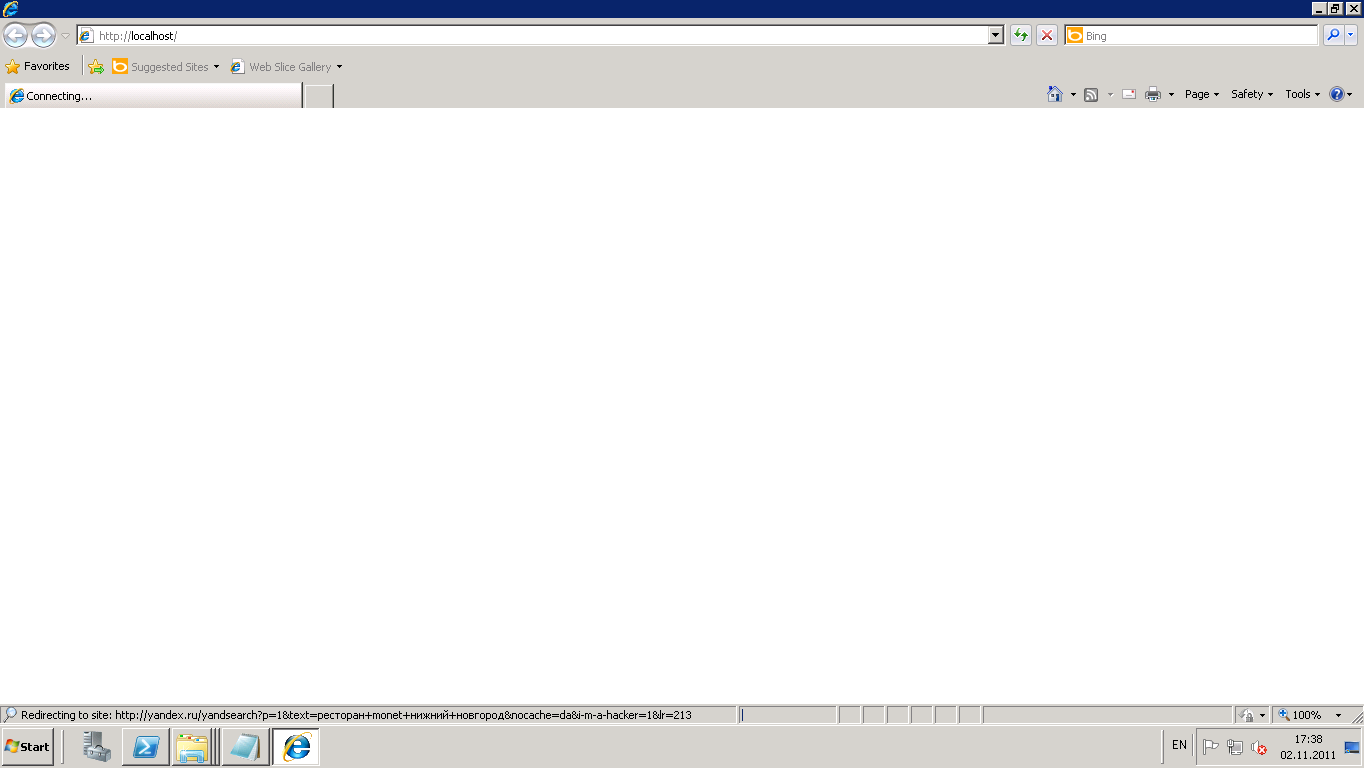 http://localhost/
Bing
Favorites
Suggested Sites
Web Slice Gallery
Connecting...
Page
Safety
Tools
Redirecting to site: http://yandex.ru/yandsearch?p=1&text=ресторан+monet+нижний+новгород&nocache=da&i-m-a-hacker=1&lr=213
100%
Start
EN
17:38
02.11.2011